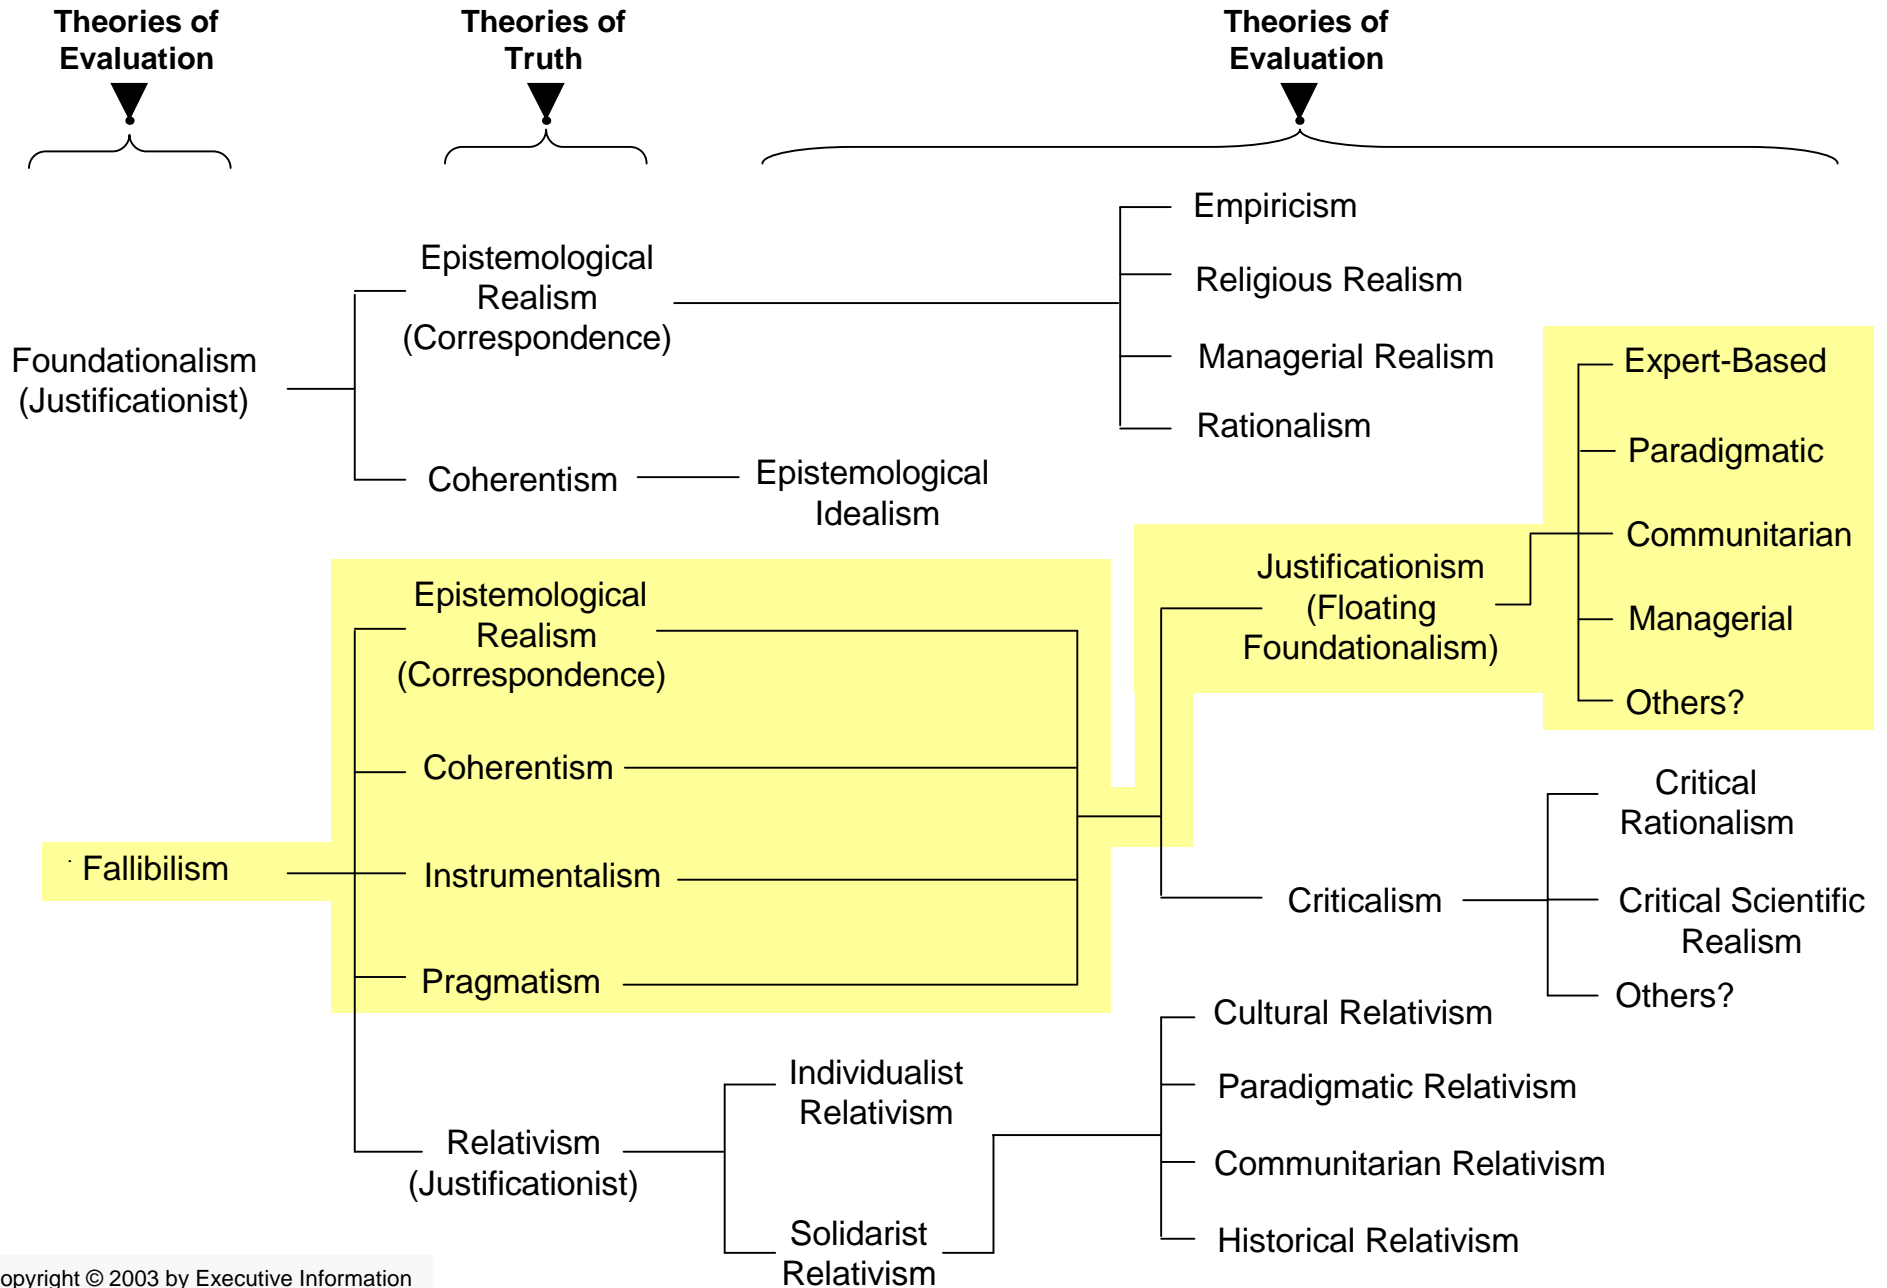 Theories of
Evaluation
Theories of
Truth
Theories of
Evaluation
Foundationalism
(Justificationist)
Epistemological
Realism
(Correspondence)
Empiricism
Religious Realism
Managerial Realism
Rationalism
Coherentism
Epistemological
Idealism
Fallibilism
Epistemological
Realism
(Correspondence)
Coherentism
Instrumentalism
Pragmatism
Justificationism
(Floating
Foundationalism)
Expert-Based
Paradigmatic
Communitarian
Managerial
Others?
Criticalism
Critical
Rationalism
Critical Scientific
Realism
Others?
Relativism
(Justificationist)
Individualist
Relativism
Solidarist
Relativism
Cultural Relativism
Paradigmatic Relativism
Communitarian Relativism
Historical Relativism
opyright © 2003 by Executive Information